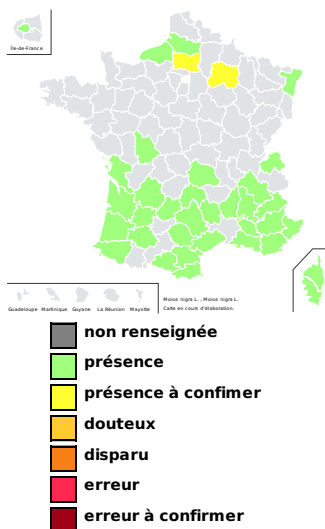 Île-de-France
Guadeloupe Martinique Guyane La Réunion Mayotte
Morus nigra L. , Morus nigra L.
Carte en cours d'élaboration.
non renseignée
présence
présence à confimer
douteux
disparu
erreur
erreur à confirmer